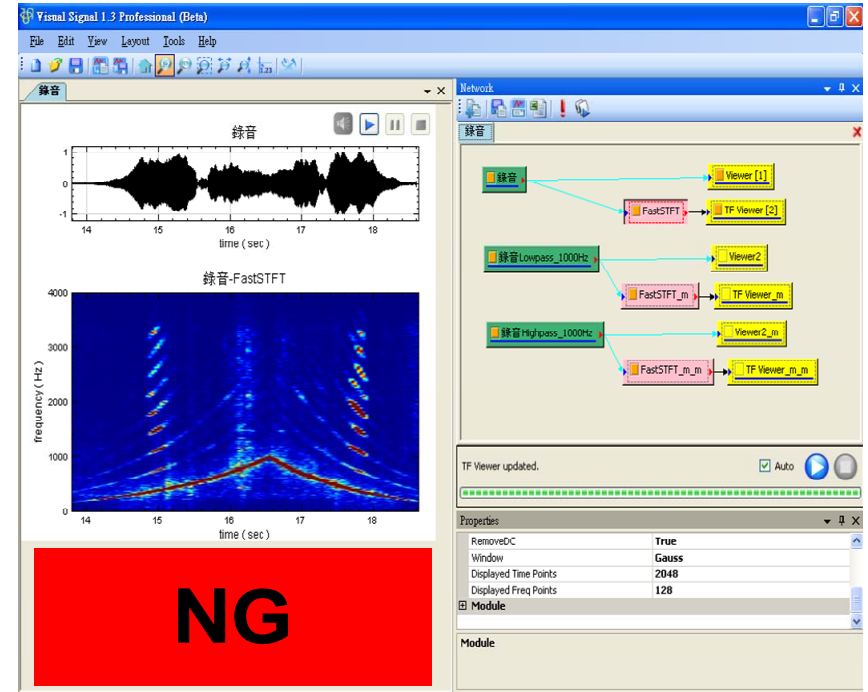 Visual Signal 1.3 Professional (Beta)
File Edit View Layout Tools Help
1.23
錄音
錄音
1
0
-1
14 15 16 17 18
time ( sec )
錄音-FastSTFT
4000
3000
2000
1000
0
frequency ( Hz )
14 15 16 17 18
time ( sec )
NG
Network
錄音
錄音
Viewer [1]
FastSTFT
TF Viewer [2]
錄音Lowpass_1000Hz
Viewer2
FastSTFT_m
TF Viewer_m
錄音Highpass_1000Hz
Viewer2_m
FastSTFT_m_m
TF Viewer_m_m
TF Viewer updated.
Auto
Properties
RemoveDC True
Window Gauss
Displayed Time Points 2048
Displayed Freq Points 128
Module
Module